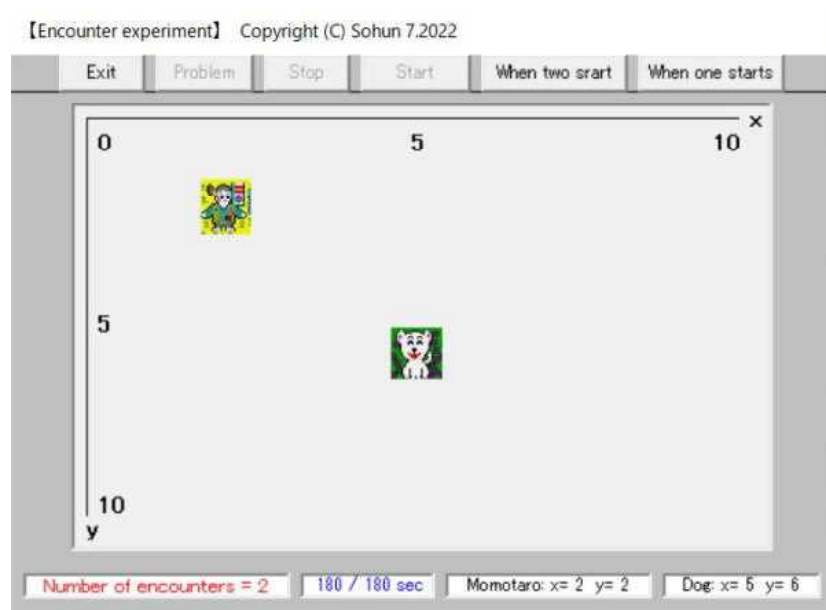 【Encounter experiment】 Copyright (C) Sohun 7.2022
Exit Problem Stop Start When two srart When one starts
x
0 5 10
5
10
y
Number of encounters = 2 180 / 180 sec Momotaro: x= 2 y= 2 Dog: x= 5 y= 6